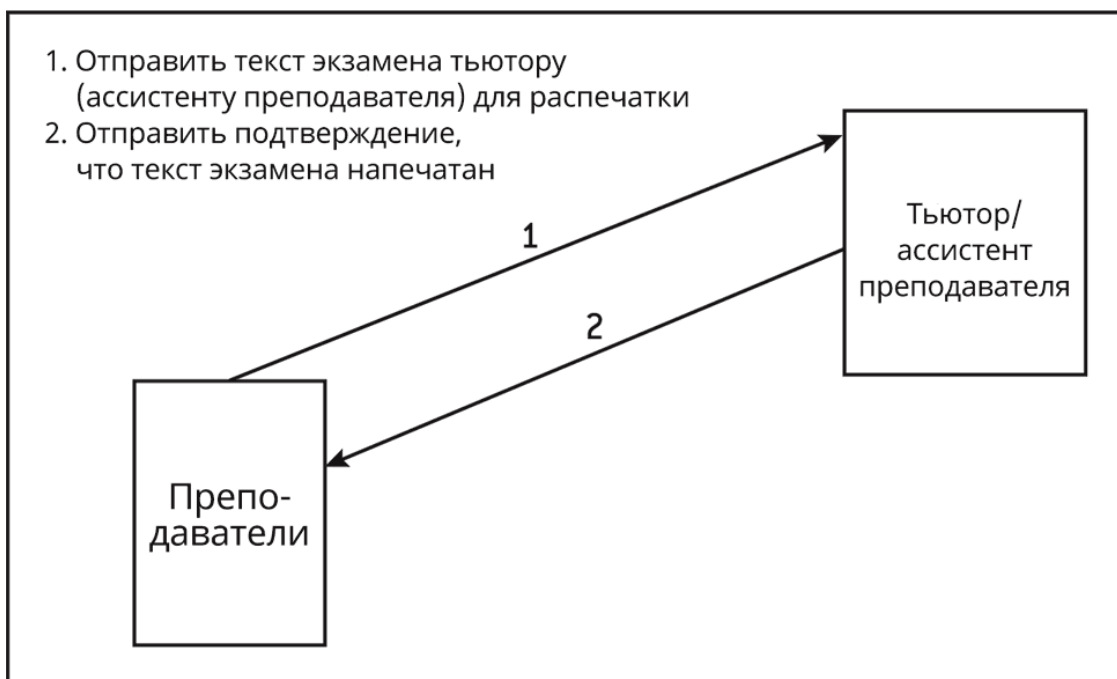 1. Отправить текст экзамена тьютору
(ассистенту преподавателя) для распечатки
2. Отправить подтверждение,
что текст экзамена напечатан
1
Тьютор/
ассистент
преподавателя
2
Препо-
даватели